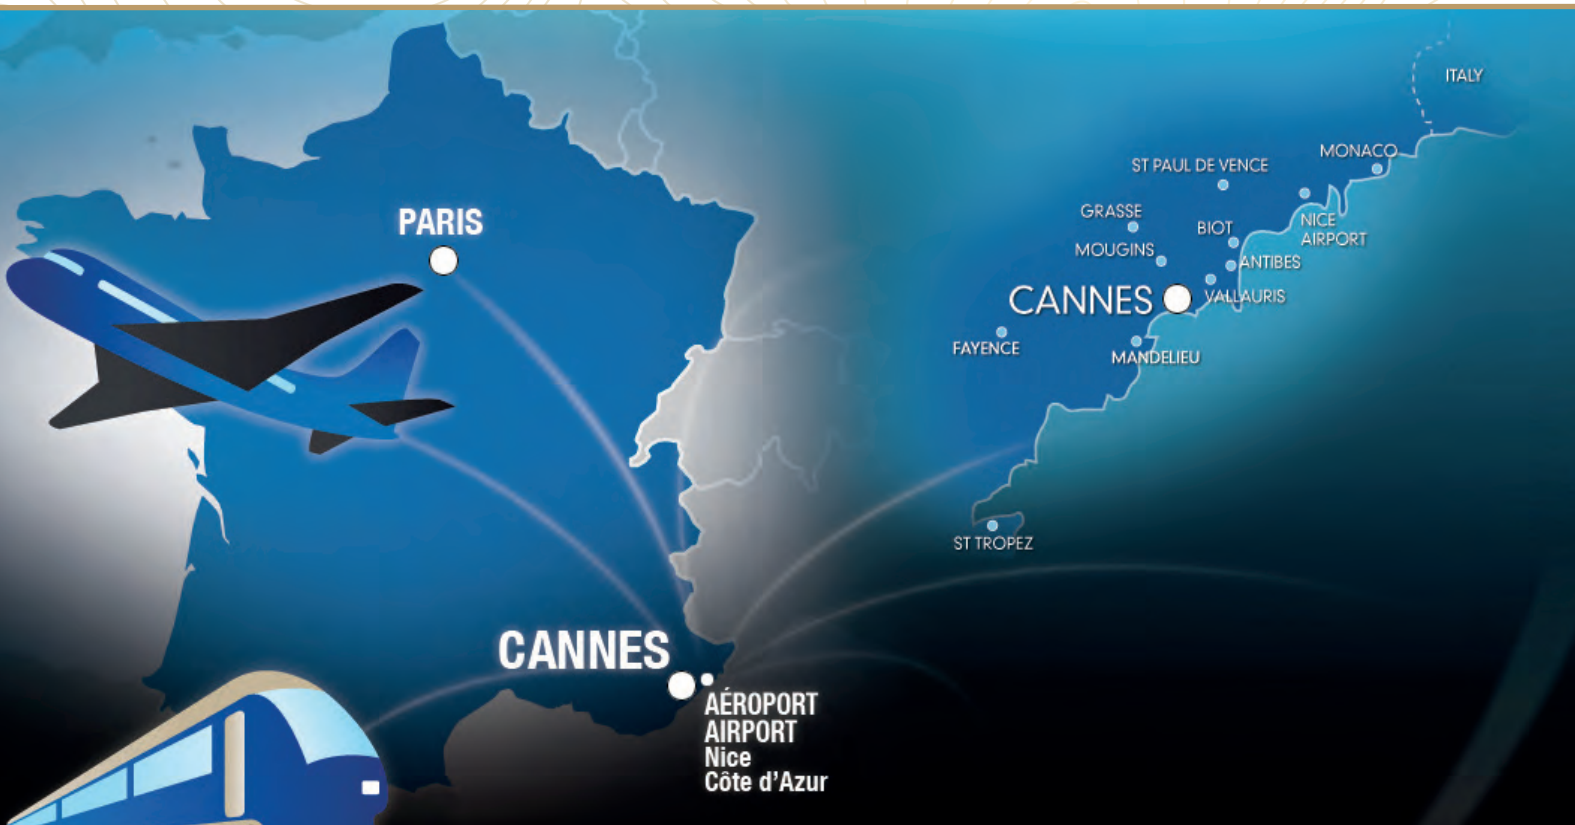 PARIS
CANNES
AÉROPORT
AIRPORT
Nice
Côte d'Azur
ITALY
MONACO
ST PAUL DE VENCE
NICE
AIRPORT
GRASSE
BIOT
MOUGINS
ANTIBES
CANNES
VALLAURIS
FAYENCE
MANDELIEU
ST TROPEZ